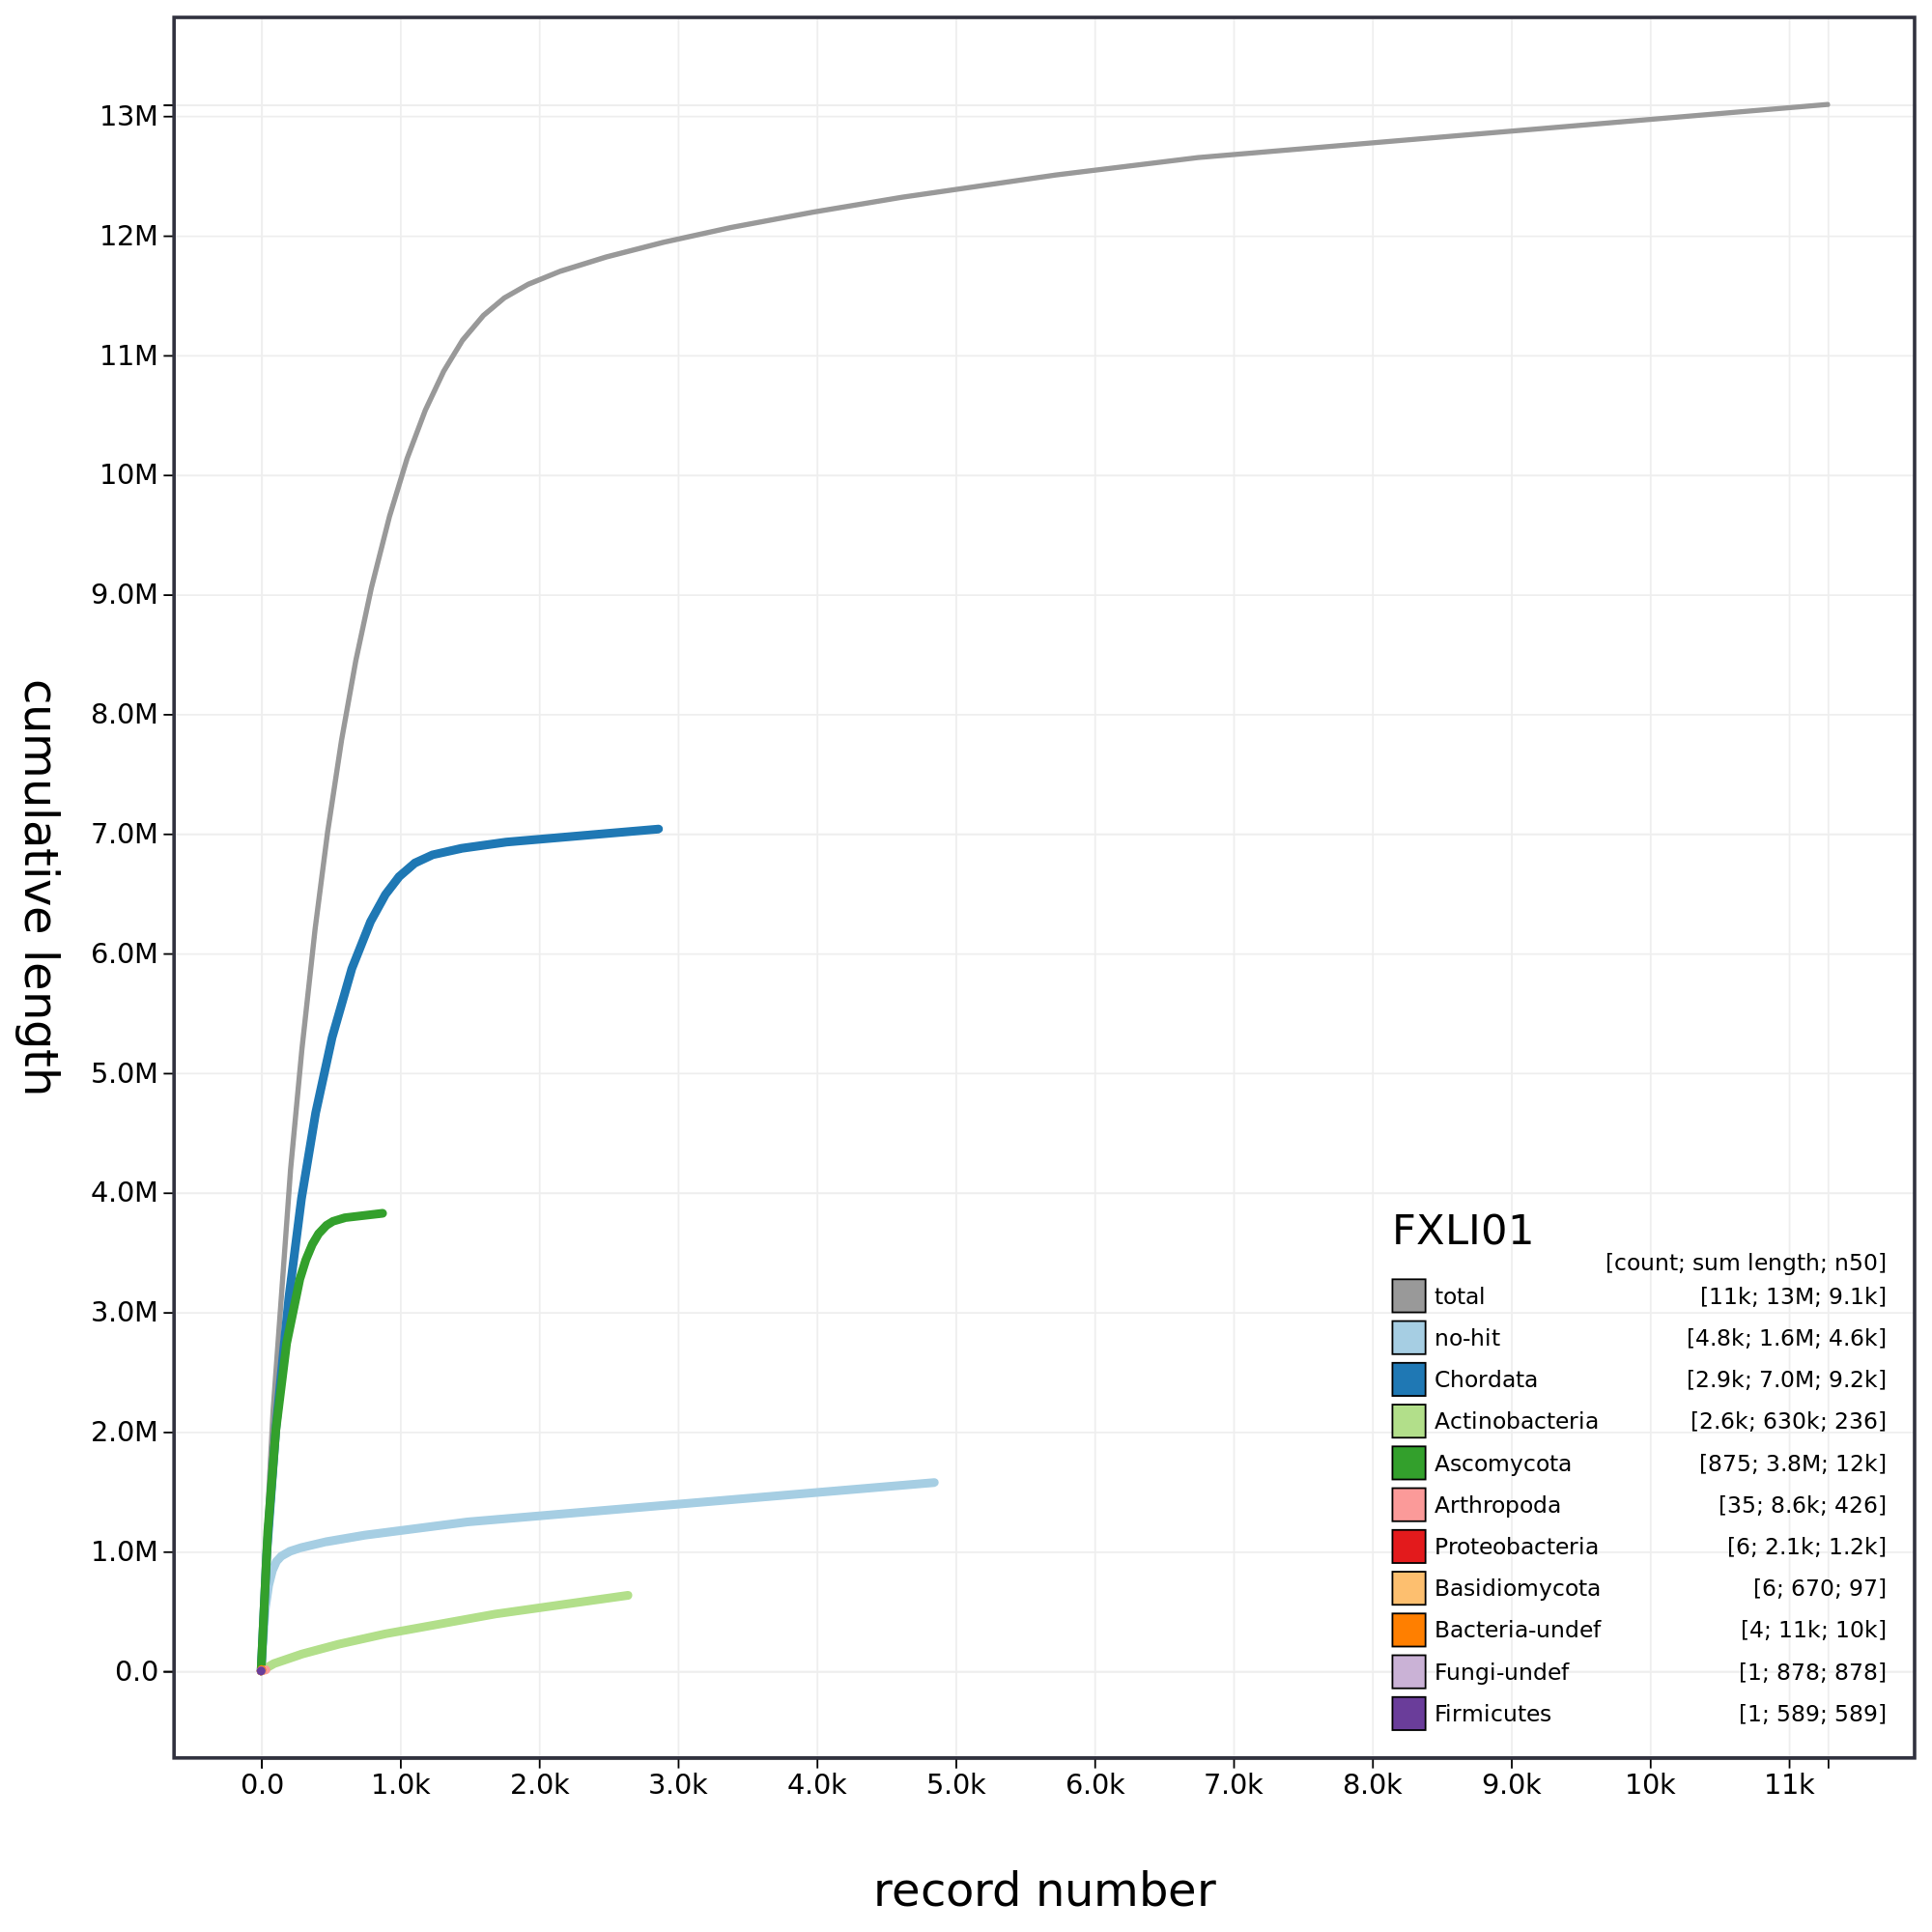 13M
12M
11M
10M
9.0M
8.0M
7.0M
6.0M
5.0M
4.0M
3.0M
2.0M
1.0M
0.0
cumulative length
FXLI01
[count; sum length; n50]
total [11k; 13M; 9.1k]
no-hit [4.8k; 1.6M; 4.6k]
Chordata [2.9k; 7.0M; 9.2k]
Actinobacteria [2.6k; 630k; 236]
Ascomycota [875; 3.8M; 12k]
Arthropoda [35; 8.6k; 426]
Proteobacteria [6; 2.1k; 1.2k]
Basidiomycota [6; 670; 97]
Bacteria-undef [4; 11k; 10k]
Fungi-undef [1; 878; 878]
Firmicutes [1; 589; 589]
0.0 1.0k 2.0k 3.0k 4.0k 5.0k 6.0k 7.0k 8.0k 9.0k 10k 11k
record number